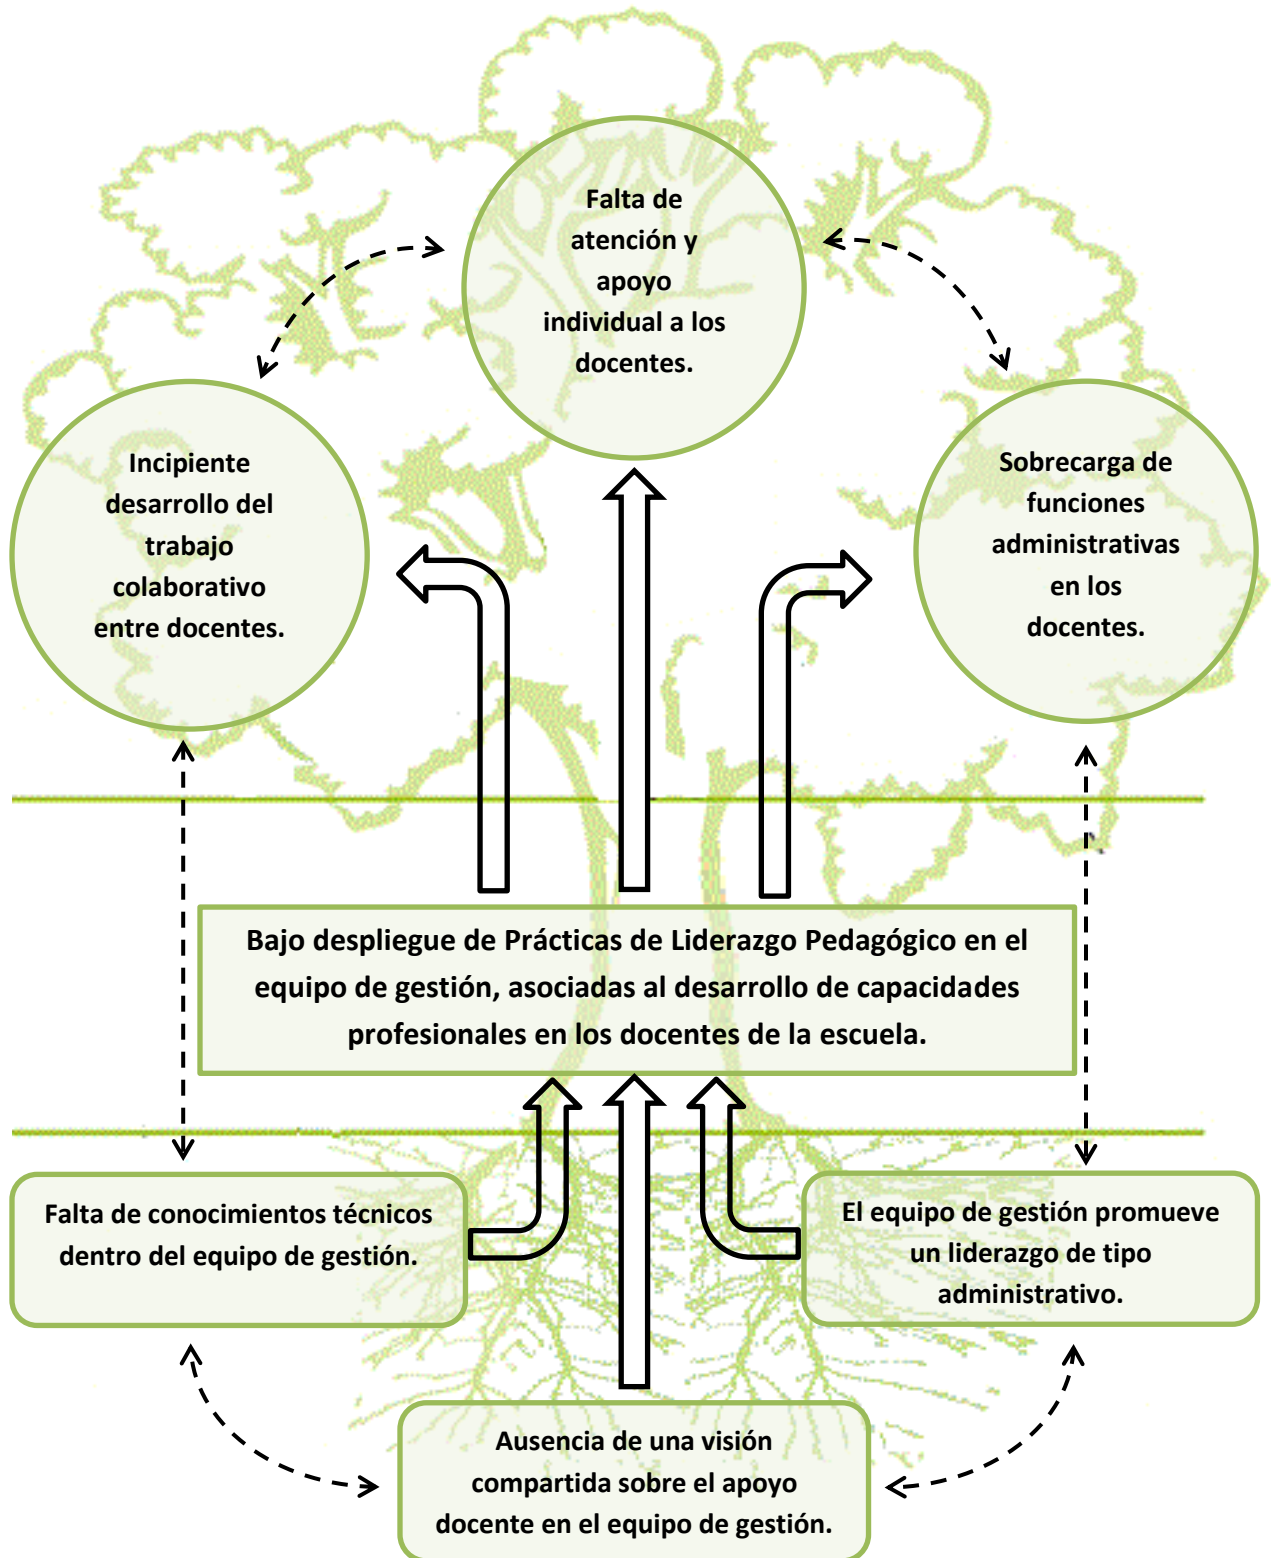 Falta de
atención y
apoyo
individual a los
docentes.
Incipiente
desarrollo del
trabajo
colaborativo
entre docentes.
Sobrecarga de
funciones
administrativas
en los
docentes.
Bajo despliegue de Prácticas de Liderazgo Pedagógico en el
equipo de gestión, asociadas al desarrollo de capacidades
profesionales en los docentes de la escuela.
Falta de conocimientos técnicos
dentro del equipo de gestión.
El equipo de gestión promueve
un liderazgo de tipo
administrativo.
Ausencia de una visión
compartida sobre el apoyo
docente en el equipo de gestión.